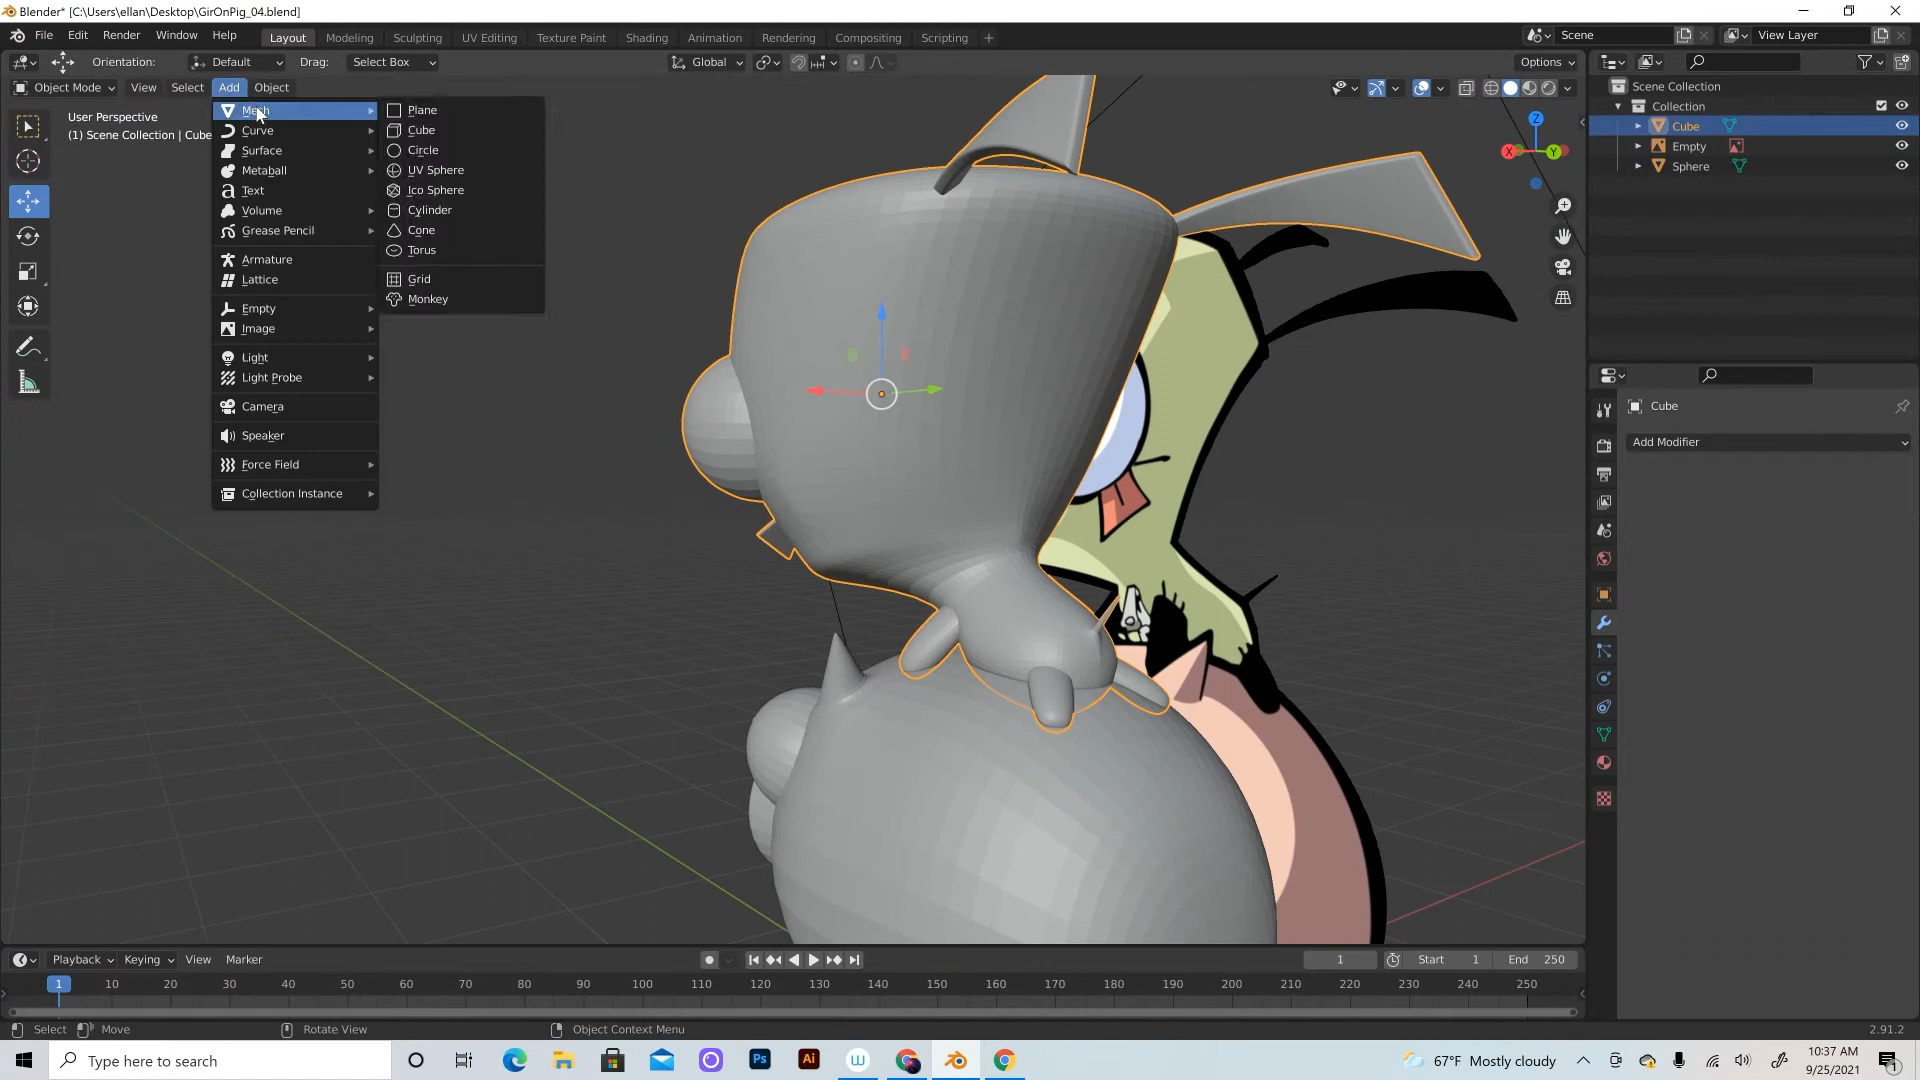 Blender* [C:\Users\ellan\Desktop\GirOnPig_04.blend]
File Edit Render Window Help Layout Modeling Sculpting UV Editing Texture Paint Shading Animation Rendering Compositing Scripting + Scene View Layer
Orientation: Default Drag: Select Box Global Options
Object Mode View Select Add Object
User Perspective
(1) Scene Collection | Cube
Mesh
Curve
Surface
Metaball
Text
Volume
Grease Pencil
Armature
Lattice
Empty
Image
Light
Light Probe
Camera
Speaker
Force Field
Collection Instance
Plane
Cube
Circle
UV Sphere
Ico Sphere
Cylinder
Cone
Torus
Grid
Monkey
Z
X Y
Scene Collection
Collection
Cube
Empty
Sphere
Cube
Add Modifier
Playback Keying View Marker 1 Start 1 End 250
1 10 20 30 40 50 60 70 80 90 100 110 120 130 140 150 160 170 180 190 200 210 220 230 240 250
Select Move Rotate View Object Context Menu 2.91.2
Type here to search Ps Ai W 67°F Mostly cloudy 10:37 AM
9/25/2021 1